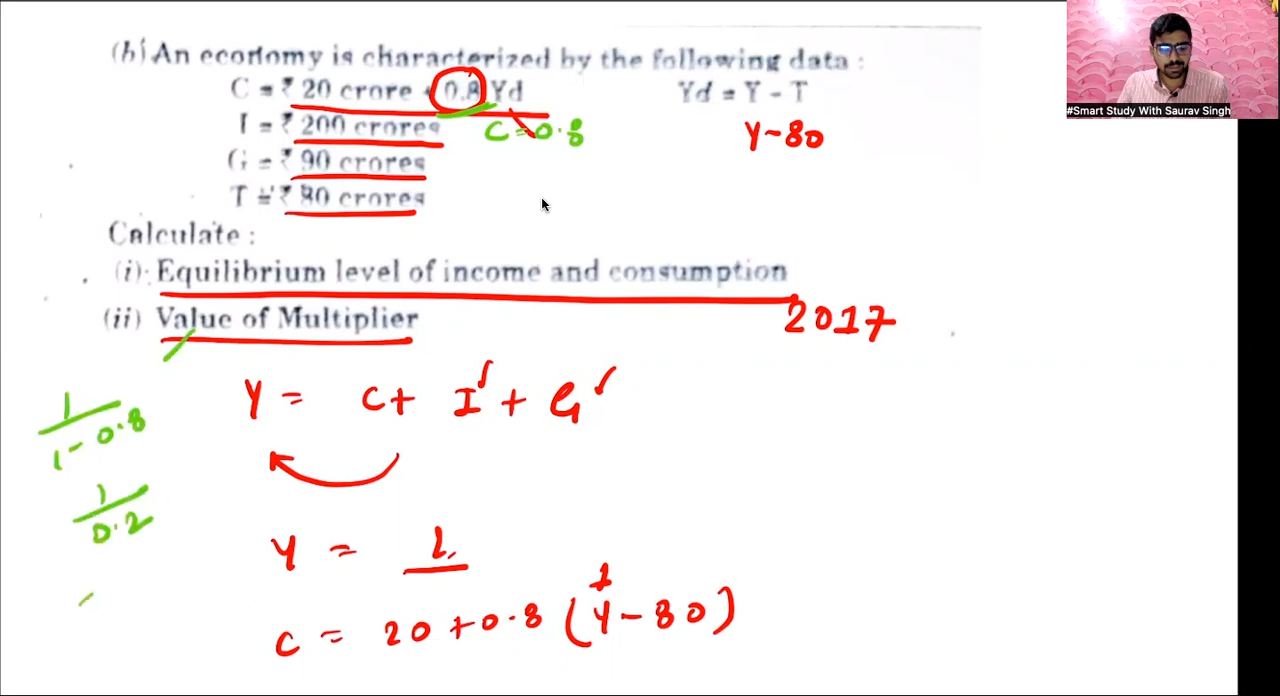 (b) An economy is characterized by the following data :
C = ₹ 20 crore + 0.8 Yd Yd = Y - T
I = ₹ 200 crores C = 0.8 Y-80
G = ₹ 90 crores
T = ₹ 80 crores
Calculate :
(i) Equilibrium level of income and consumption
(ii) Value of Multiplier 2017
Y = C + I + G
1/1-0.8
1/0.2
Y = 1
C = 20 + 0.8 (Y - 80)
#Smart Study With Saurav Singh